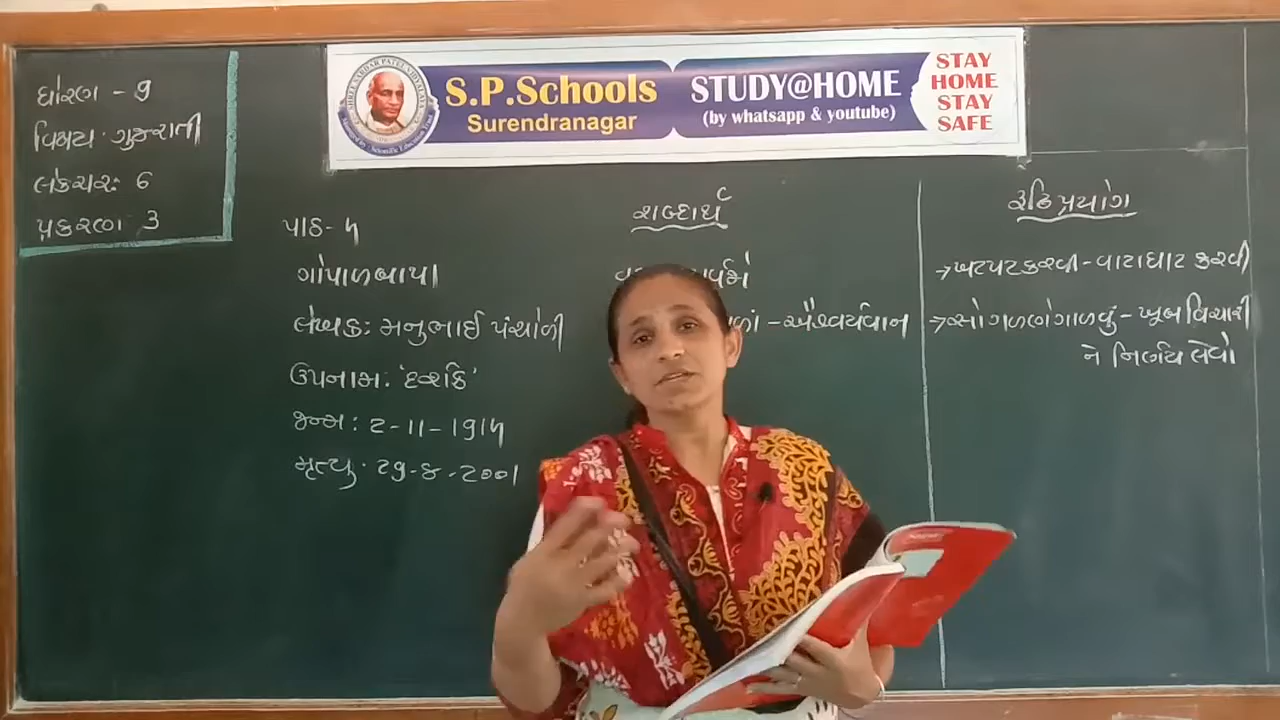 ધોરણ - 9
વિષય: ગુજરાતી
લેક્ચર: 6
પ્રકરણ 3
S.P.Schools
Surendranagar
STUDY@HOME
(by whatsapp & youtube)
STAY
HOME
STAY
SAFE
પાઠ - 5
ગોપાળબાપા
લેખક: મનુભાઈ પંચોળી
ઉપનામ: 'દર્શક'
જન્મ: 2-11-1914
મૃત્યુ: 29-8-2001
શબ્દાર્થ
- ઐશ્વર્યવાન
રૂઢિપ્રયોગ
→ ખટપટ કરવી - વાટાઘાટ કરવી
→ સો ગળણે ગાળવું - ખૂબ વિચારી
ને નિર્ણય લેવો